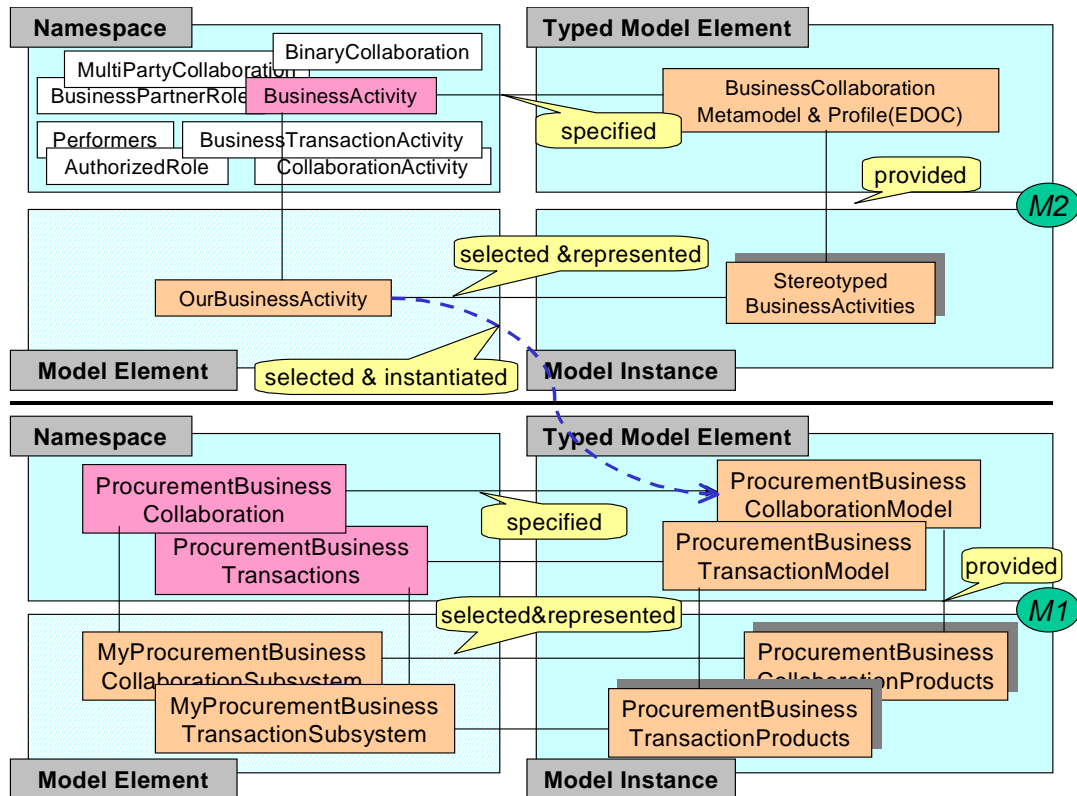 Namespace
Typed Model Element
BinaryCollaboration
MultiPartyCollaboration
BusinessPartnerRole
BusinessActivity
BusinessCollaboration
Metamodel & Profile(EDOC)
specified
Performers
BusinessTransactionActivity
AuthorizedRole
CollaborationActivity
provided
M2
selected &represented
OurBusinessActivity
Stereotyped
BusinessActivities
Model Element
selected & instantiated
Model Instance
Namespace
Typed Model Element
ProcurementBusiness
Collaboration
ProcurementBusiness
CollaborationModel
specified
ProcurementBusiness
Transactions
ProcurementBusiness
TransactionModel
provided
M1
selected&represented
MyProcurementBusiness
CollaborationSubsystem
ProcurementBusiness
CollaborationProducts
MyProcurementBusiness
TransactionSubsystem
ProcurementBusiness
TransactionProducts
Model Element
Model Instance